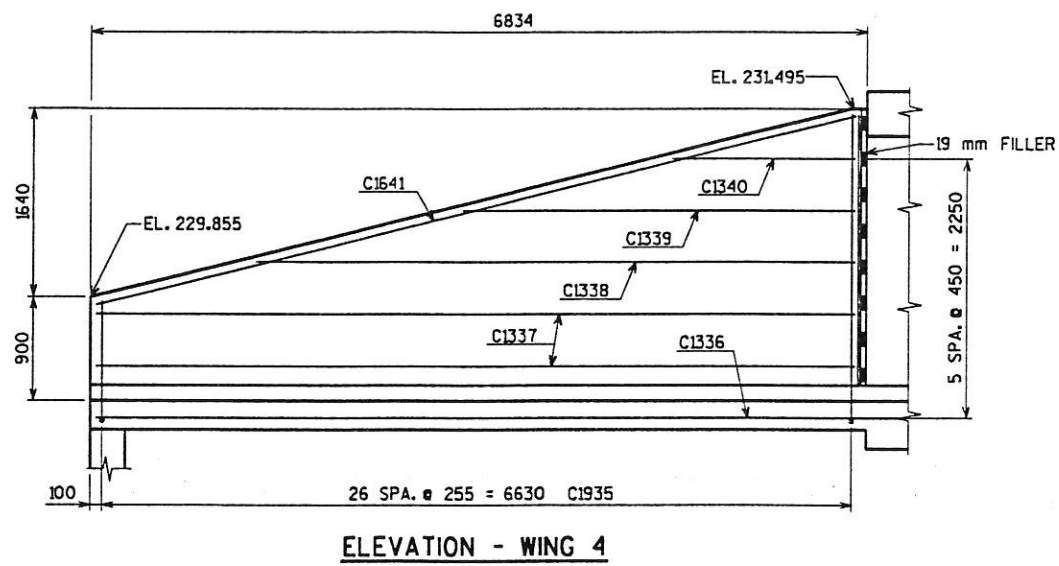 6834
EL. 231.495
19 mm FILLER
C1340
C1641
1640
EL. 229.855
C1339
C1338
5 SPA. @ 450 = 2250
C1337
C1336
900
100
26 SPA. @ 255 = 6630 C1935
ELEVATION - WING 4